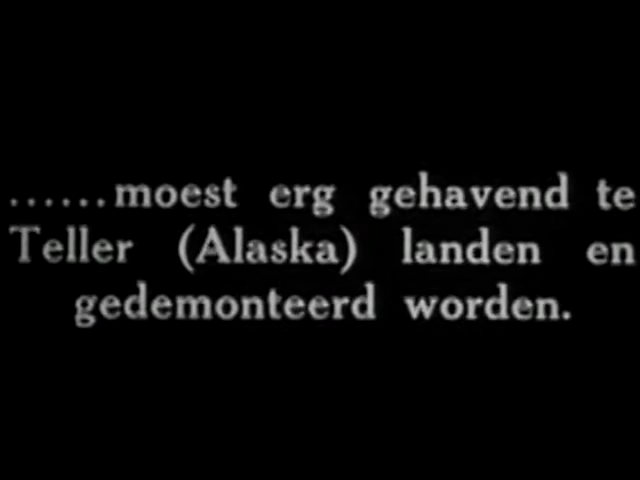 ......moest erg gehavend te
Teller (Alaska) landen en
gedemonteerd worden.